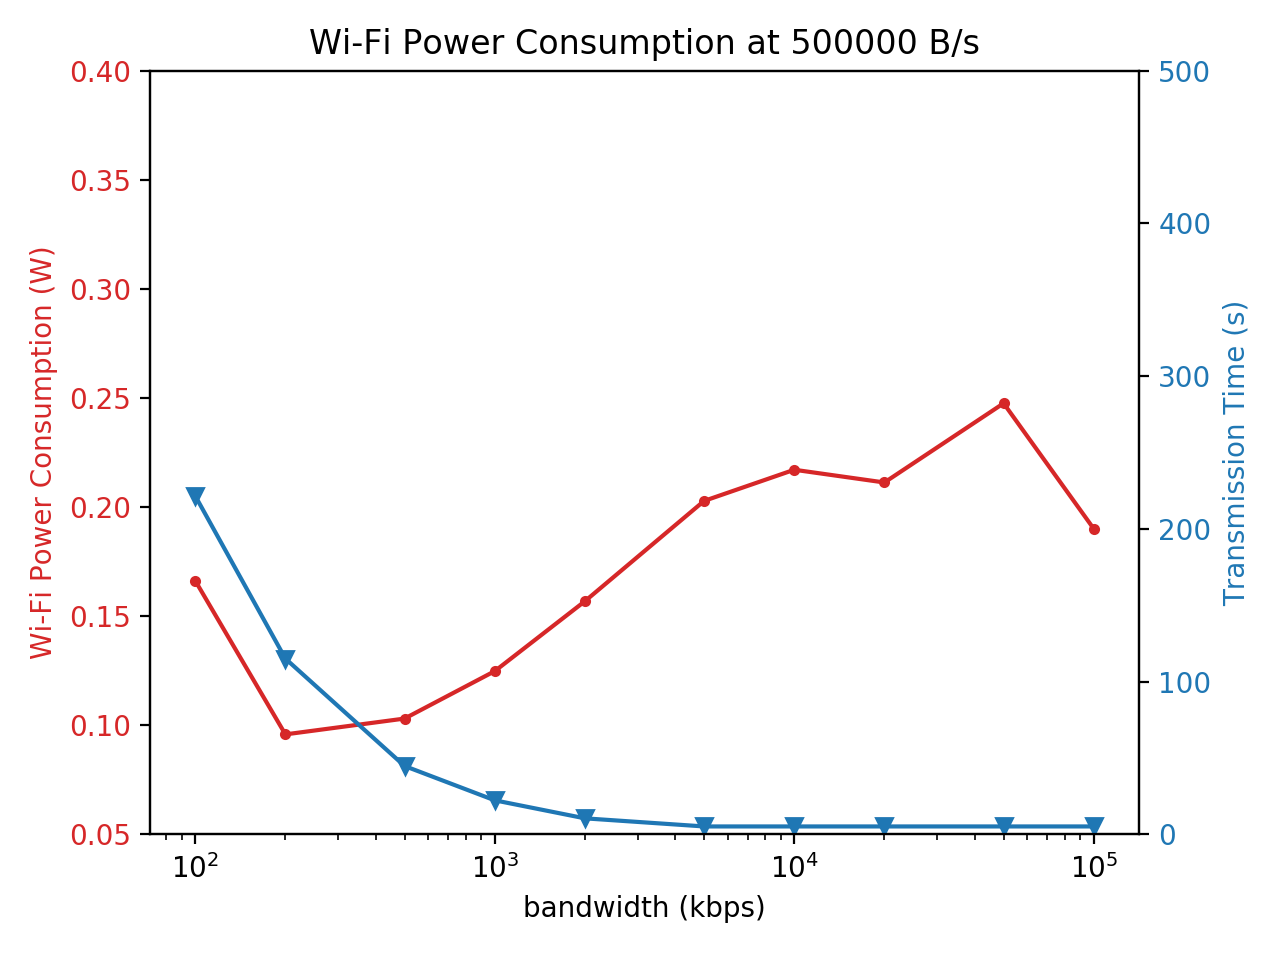 Wi-Fi Power Consumption at 500000 B/s
Wi-Fi Power Consumption (W)
0.40
0.35
0.30
0.25
0.20
0.15
0.10
0.05
500
400
300
200
100
0
Transmission Time (s)
10² 10³ 10⁴ 10⁵
bandwidth (kbps)